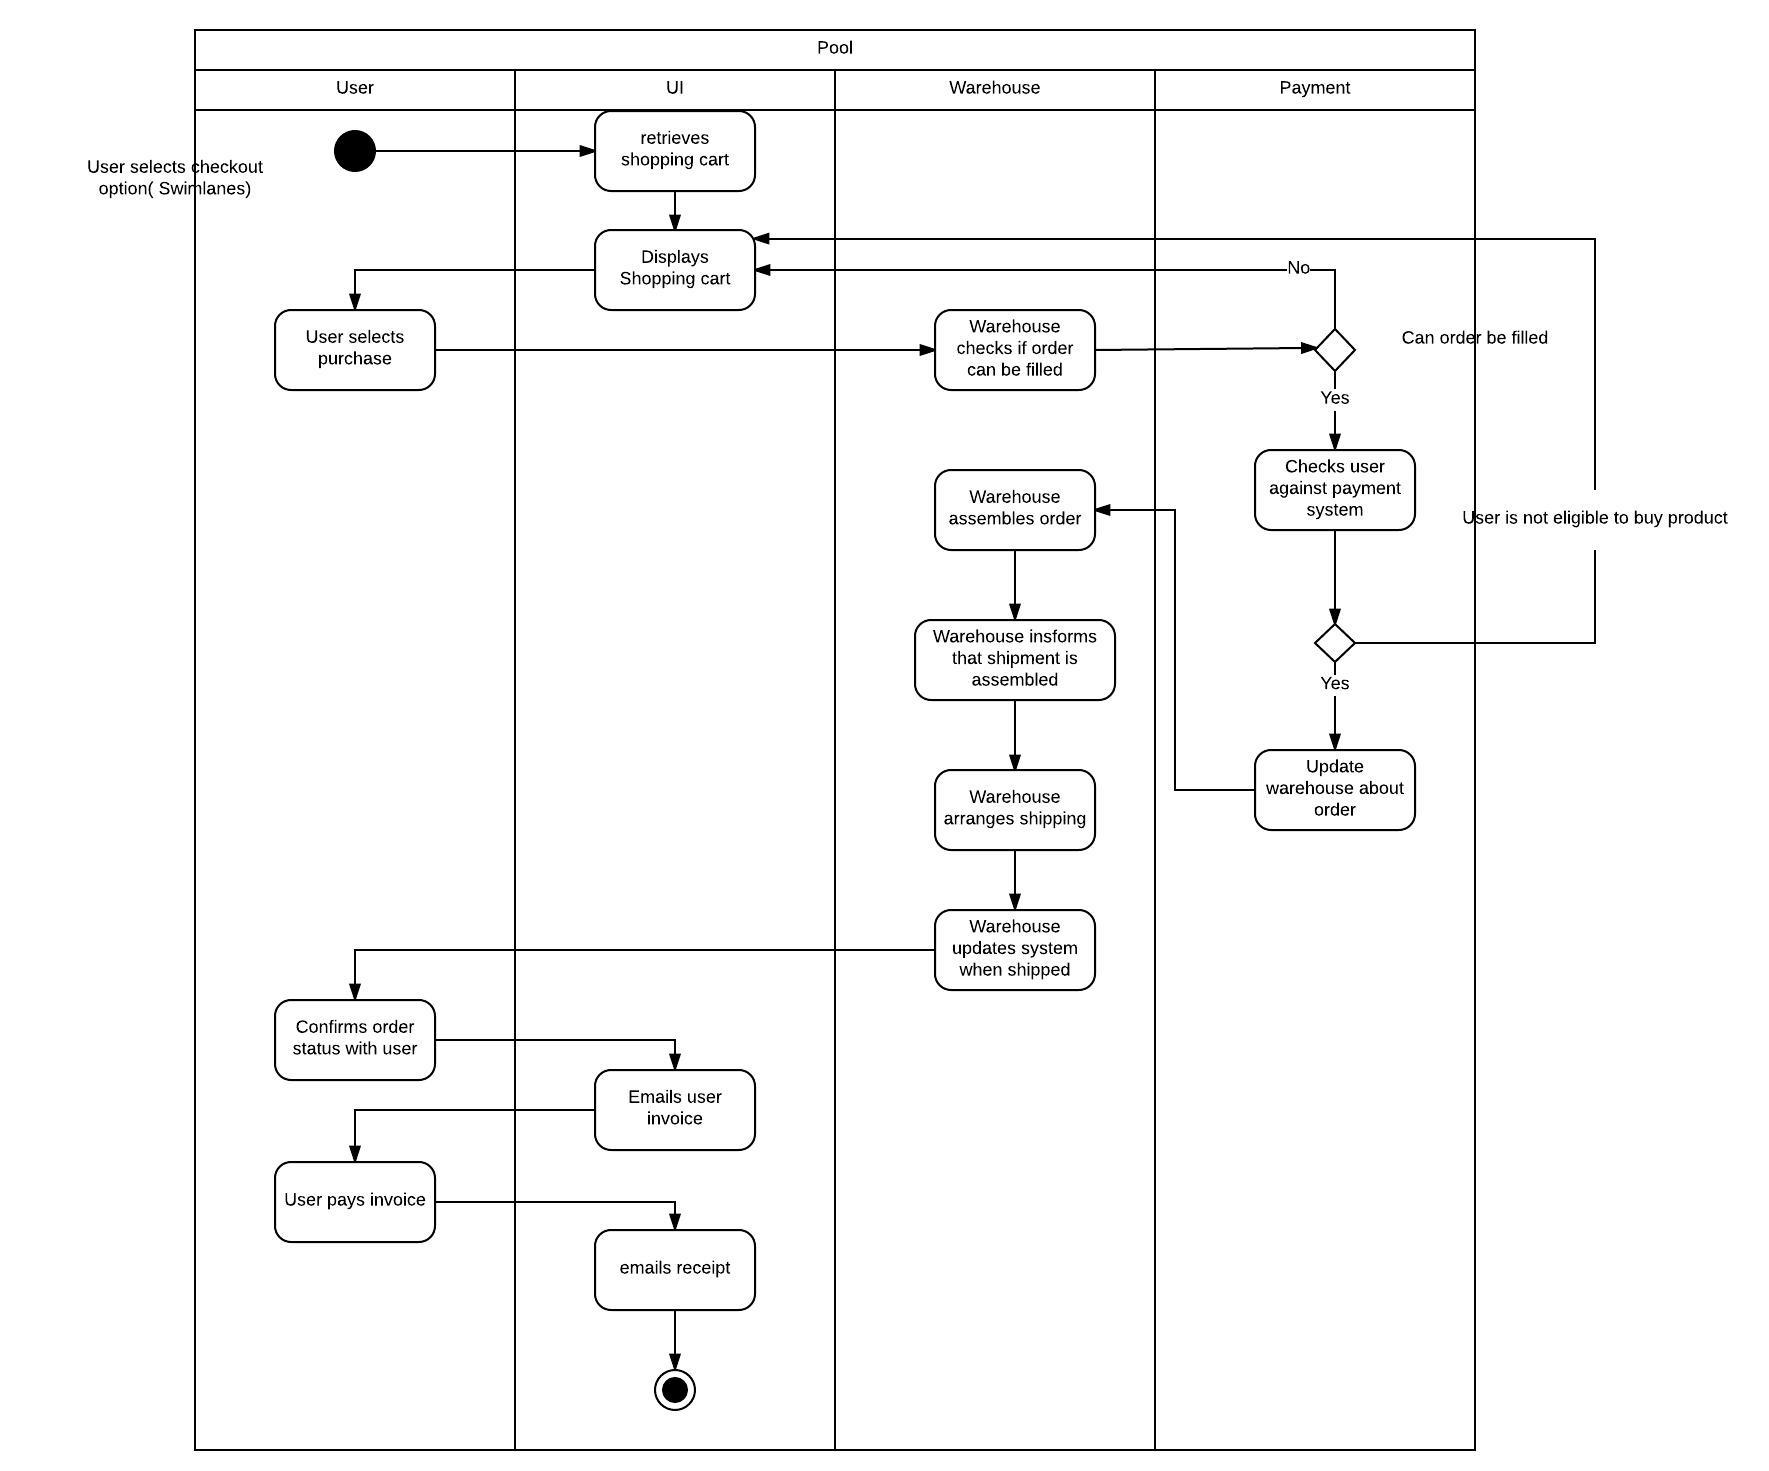 Pool
User
UI
Warehouse
Payment
retrieves
shopping cart
User selects checkout
option( Swimlanes)
Displays
Shopping cart
No
User selects
purchase
Warehouse
checks if order
can be filled
Can order be filled
Yes
Checks user
against payment
system
Warehouse
assembles order
User is not eligible to buy product
Warehouse insforms
that shipment is
assembled
Yes
Update
warehouse about
order
Warehouse
arranges shipping
Warehouse
updates system
when shipped
Confirms order
status with user
Emails user
invoice
User pays invoice
emails receipt